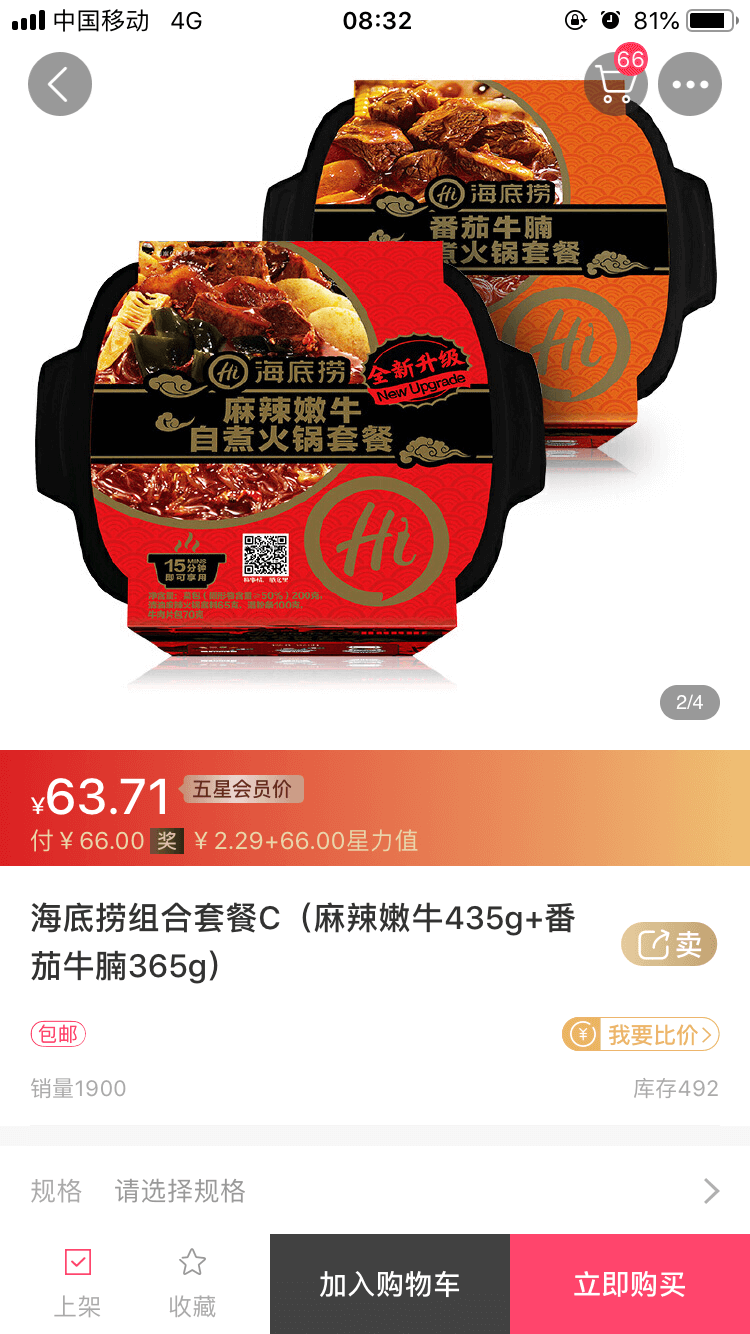 中国移动 4G 08:32 81%
66
Hi 海底捞
番茄牛腩
煮火锅套餐
Hi
Hi 海底捞
全新升级
New Upgrade
麻辣嫩牛
自煮火锅套餐
Hi
15 MINS
分钟
即可享用
2/4
¥63.71 五星会员价
付¥66.00 奖 ¥2.29+66.00星力值
海底捞组合套餐C（麻辣嫩牛435g+番
茄牛腩365g）
卖
包邮
我要比价
销量1900
库存492
规格 请选择规格
上架
收藏
加入购物车
立即购买